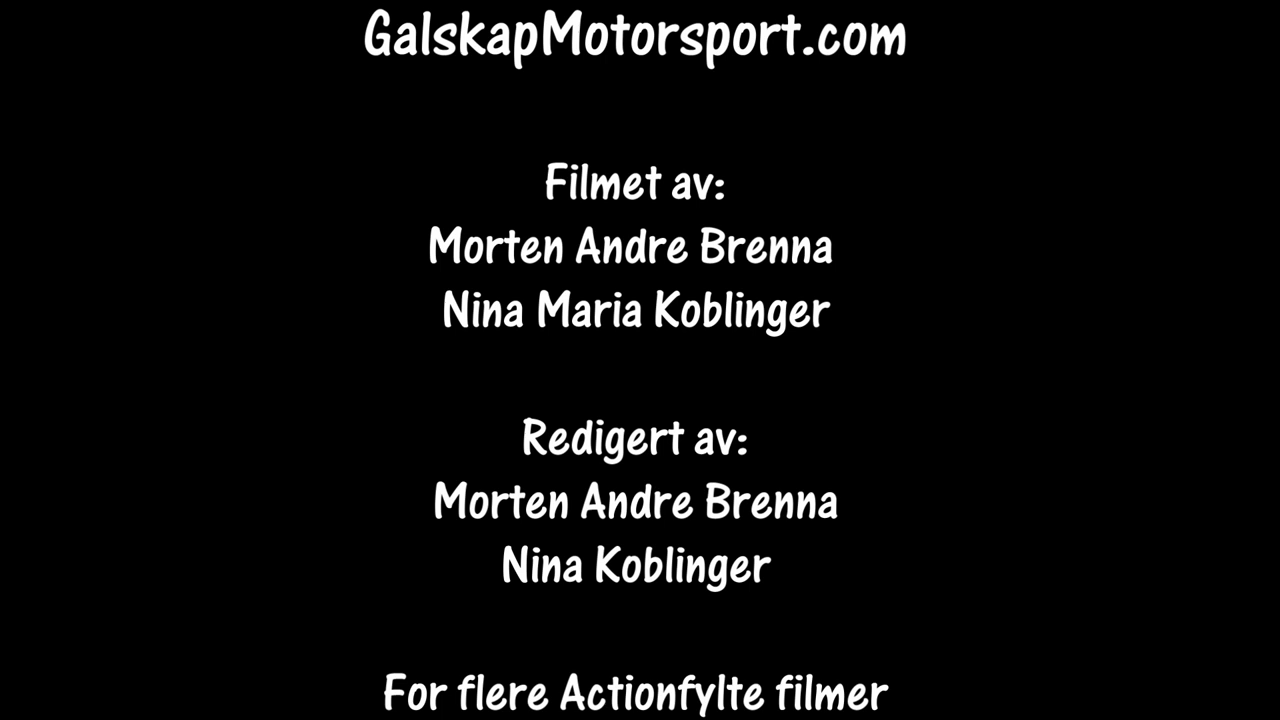 GalskapMotorsport.com
Filmet av:
Morten Andre Brenna
Nina Maria Koblinger
Redigert av:
Morten Andre Brenna
Nina Koblinger
For flere Actionfylte filmer